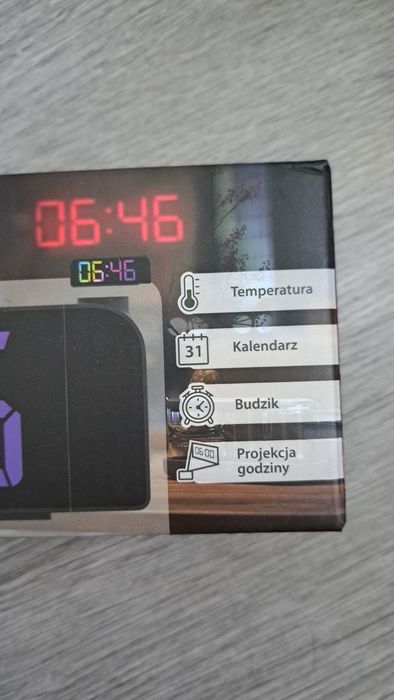 06:46
06:46
Temperatura
31
Kalendarz
Budzik
06:00
Projekcja
godziny